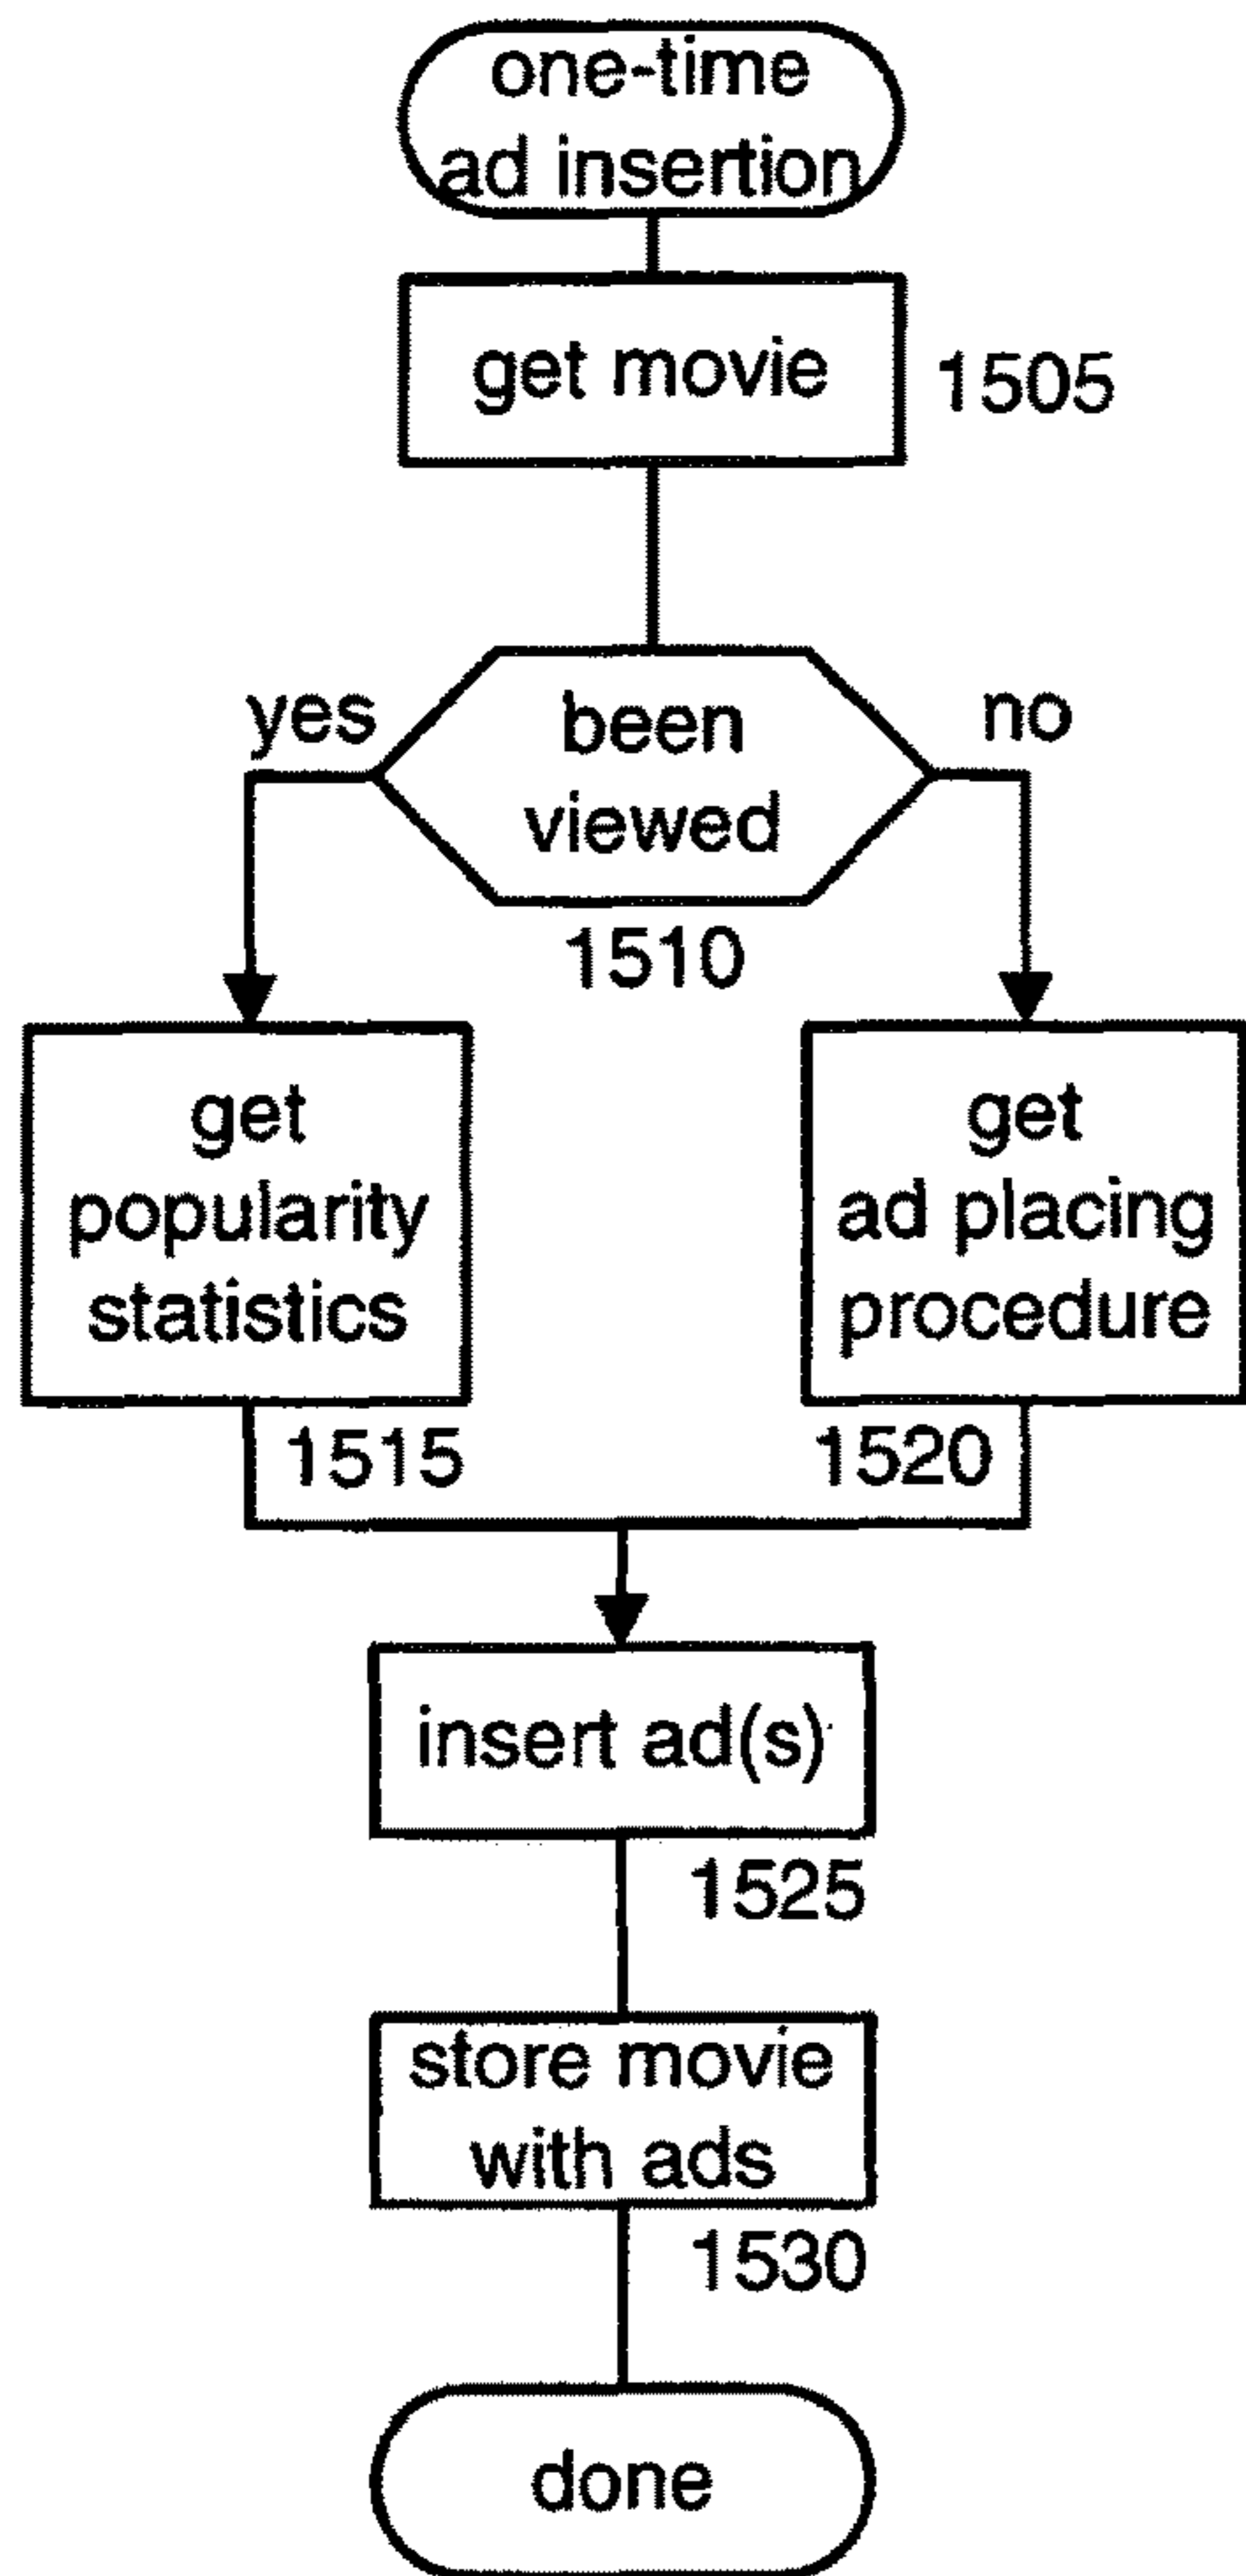 one-time
ad insertion
get movie
1505
yes
been
viewed
no
1510
get
popularity
statistics
1515
get
ad placing
procedure
1520
insert ad(s)
1525
store movie
with ads
1530
done